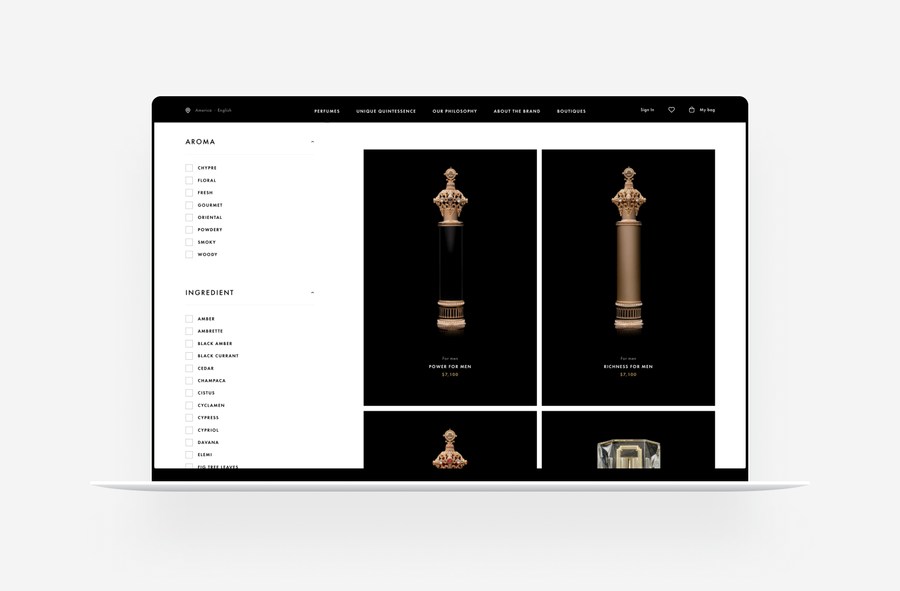 America - English
PERFUMES UNIQUE QUINTESSENCE OUR PHILOSOPHY ABOUT THE BRAND BOUTIQUES
Sign In
My bag
AROMA
CHYPRE
FLORAL
FRESH
GOURMET
ORIENTAL
POWDERY
SMOKY
WOODY
INGREDIENT
AMBER
AMBRETTE
BLACK AMBER
BLACK CURRANT
CEDAR
CHAMPACA
CISTUS
CYCLAMEN
CYPRESS
CYPRIOL
DAVANA
ELEMI
FIG TREE LEAVES
For men
POWER FOR MEN
$7,100
For men
RICHNESS FOR MEN
$7,100